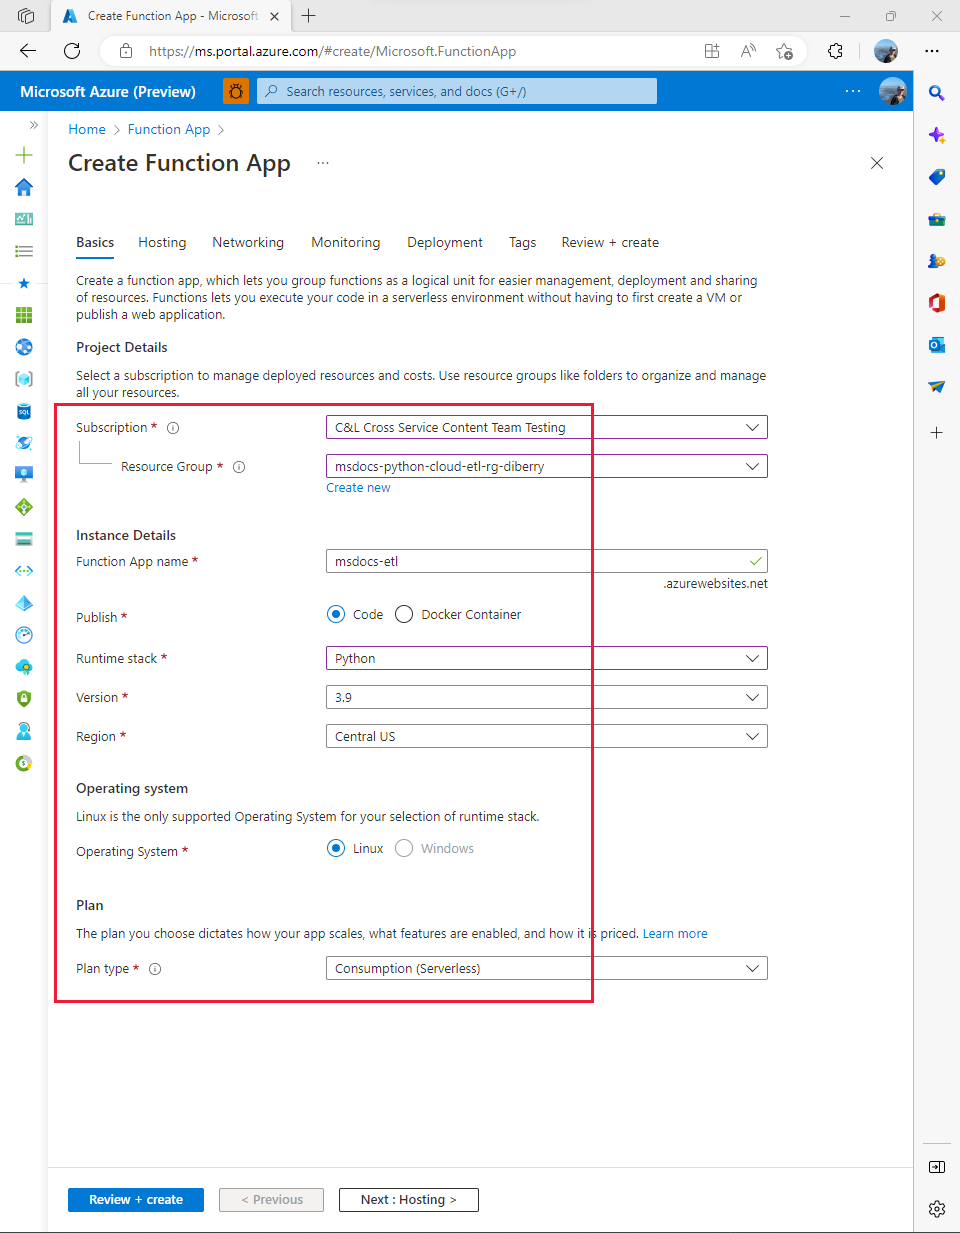 Create Function App - Microsoft
https://ms.portal.azure.com/#create/Microsoft.FunctionApp
Microsoft Azure (Preview)
Search resources, services, and docs (G+/)
Home > Function App >
Create Function App ...
Basics Hosting Networking Monitoring Deployment Tags Review + create
Create a function app, which lets you group functions as a logical unit for easier management, deployment and sharing
of resources. Functions lets you execute your code in a serverless environment without having to first create a VM or
publish a web application.
Project Details
Select a subscription to manage deployed resources and costs. Use resource groups like folders to organize and manage
all your resources.
Subscription * C&L Cross Service Content Team Testing
Resource Group * msdocs-python-cloud-etl-rg-diberry
Create new
Instance Details
Function App name * msdocs-etl
.azurewebsites.net
Publish * Code Docker Container
Runtime stack * Python
Version * 3.9
Region * Central US
Operating system
Linux is the only supported Operating System for your selection of runtime stack.
Operating System * Linux Windows
Plan
The plan you choose dictates how your app scales, what features are enabled, and how it is priced. Learn more
Plan type * Consumption (Serverless)
Review + create < Previous Next : Hosting >